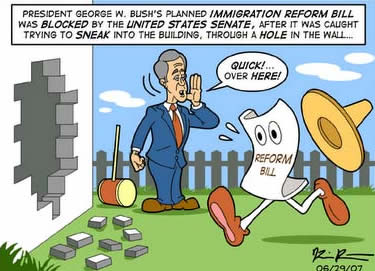 PRESIDENT GEORGE W. BUSH'S PLANNED IMMIGRATION REFORM BILL
WAS BLOCKED BY THE UNITED STATES SENATE, AFTER IT WAS CAUGHT
TRYING TO SNEAK INTO THE BUILDING, THROUGH A HOLE IN THE WALL...
QUICK!...
OVER HERE!
REFORM
BILL
06/29/07